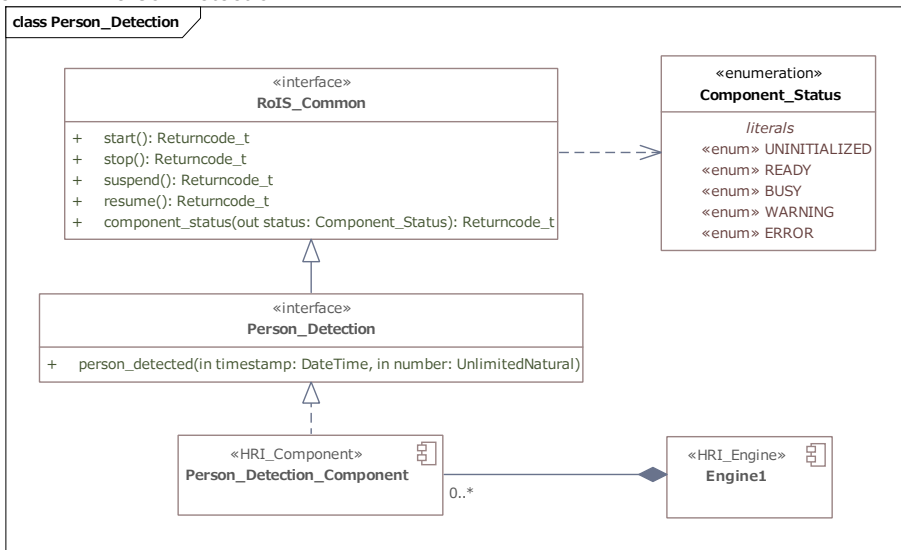 class Person_Detection
«interface»
RoIS_Common
+ start(): Returncode_t
+ stop(): Returncode_t
+ suspend(): Returncode_t
+ resume(): Returncode_t
+ component_status(out status: Component_Status): Returncode_t
«enumeration»
Component_Status
literals
«enum» UNINITIALIZED
«enum» READY
«enum» BUSY
«enum» WARNING
«enum» ERROR
«interface»
Person_Detection
+ person_detected(in timestamp: DateTime, in number: UnlimitedNatural)
«HRI_Component»
Person_Detection_Component
0..*
«HRI_Engine»
Engine1